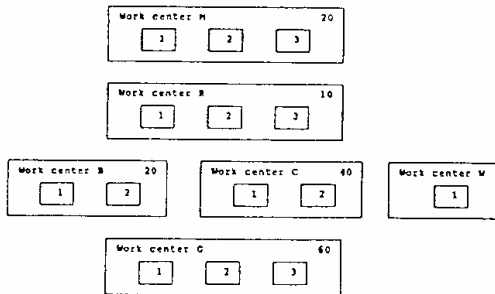 Work center M 20
1 2 3
Work center R 10
1 2 3
Work center B 20
1 2
Work center C 40
1 2
Work center W
1
Work center G 60
1 2 3